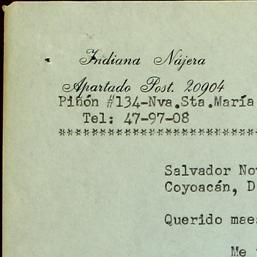 Indiana Nájera
Apartado Post. 20904
Piñón #134-Nva.Sta.María
Tel: 47-97-08
********************************
Salvador Nov
Coyoacán, D
Querido maes
Me